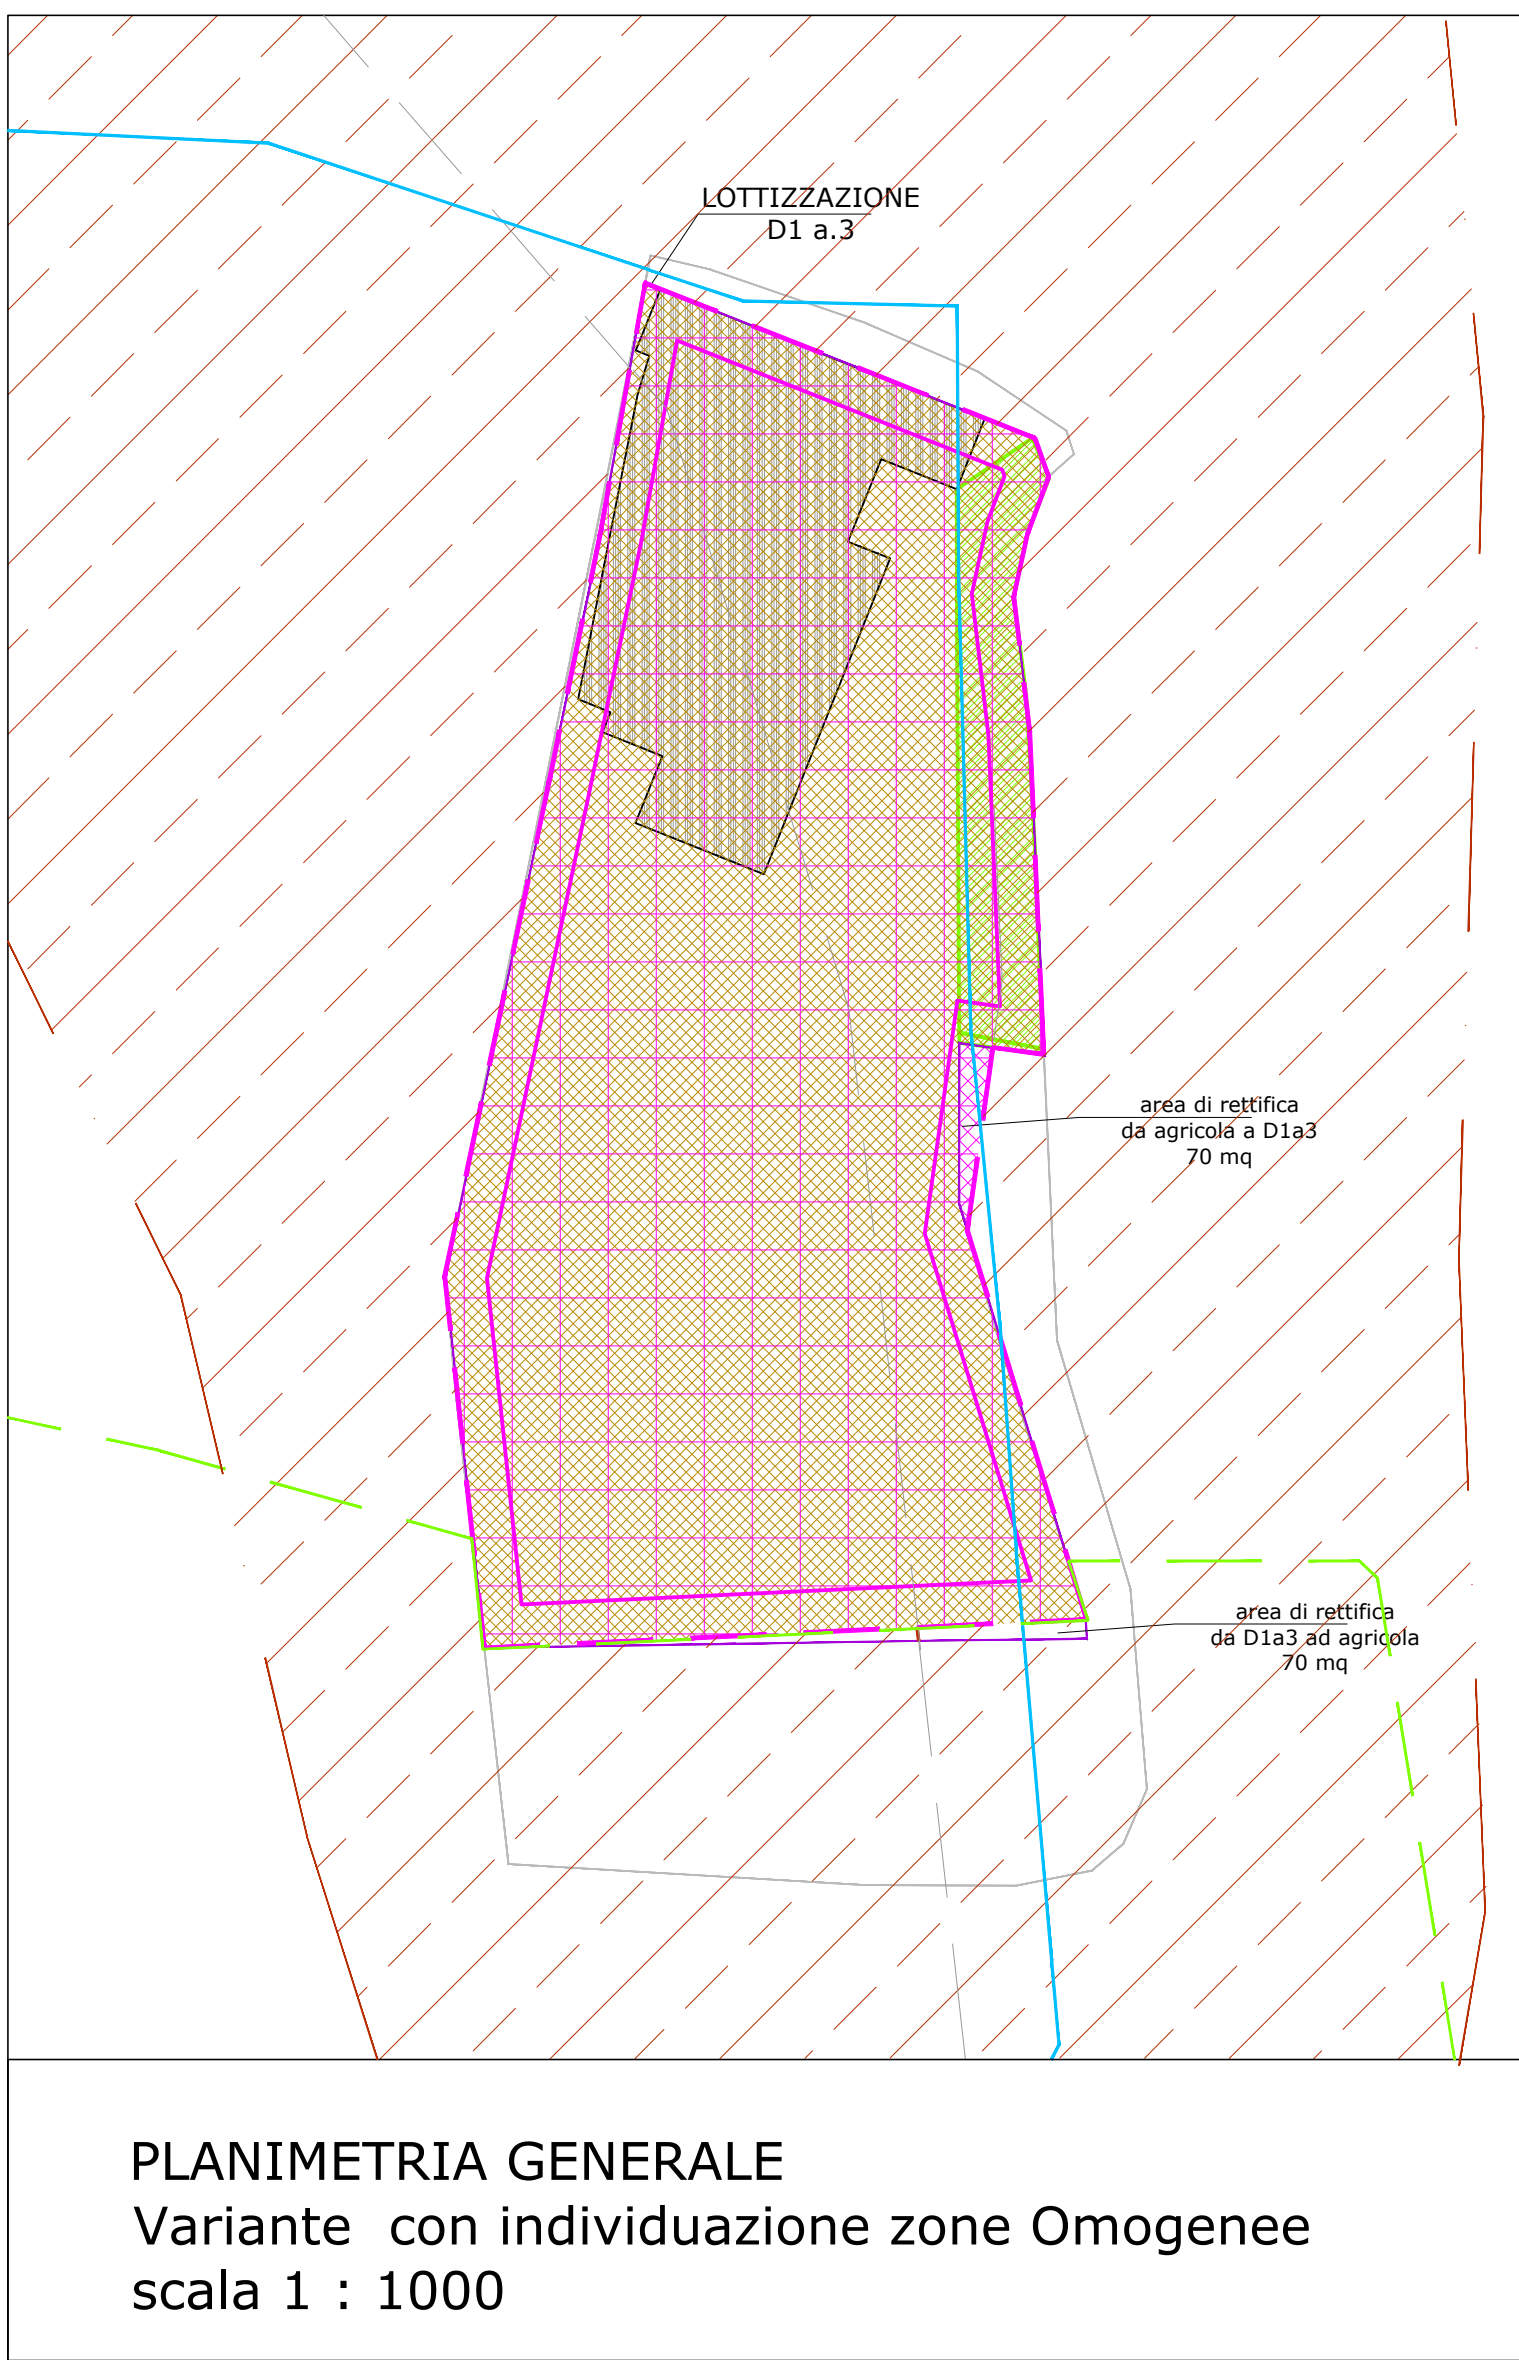 LOTTIZZAZIONE
D1 a.3
area di rettifica
da agricola a D1a3
70 mq
area di rettifica
da D1a3 ad agricola
70 mq
PLANIMETRIA GENERALE
Variante con individuazione zone Omogenee
scala 1 : 1000